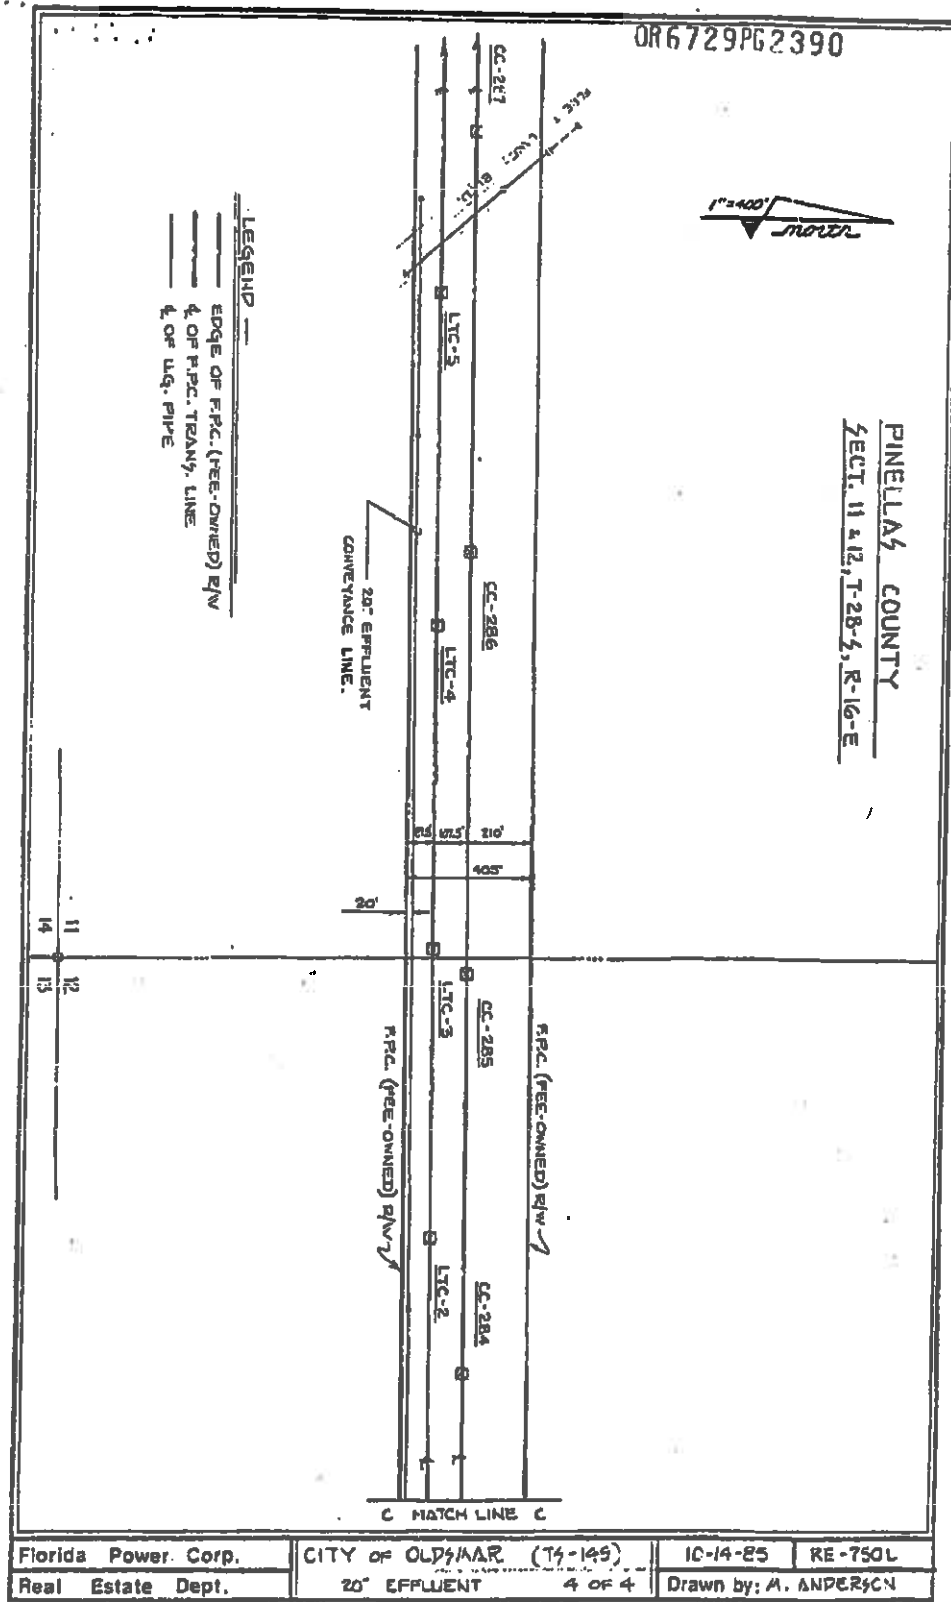 OR6729PG2390
1"=400'
north
PINELLAS COUNTY
SECT. 11 & 12, T-28-S, R-16-E
CC-287
BLVD.
LEGEND
EDGE OF F.P.C. (FEE-OWNED) R/W
℄ OF F.P.C. TRANS. LINE
℄ OF U.G. PIPE
LTC-5
CC-286
LTC-4
20" EFFLUENT
CONVEYANCE LINE.
210'
405'
20'
11
14
12
13
LTC-3
CC-285
F.P.C. (FEE-OWNED) R/W
F.P.C. (FEE-OWNED) R/W
LTC-2
CC-284
C MATCH LINE C
Florida Power Corp.
Real Estate Dept.
CITY OF OLDSMAR (TS-145)
20" EFFLUENT 4 OF 4
10-14-85
RE-750L
Drawn by: M. ANDERSON